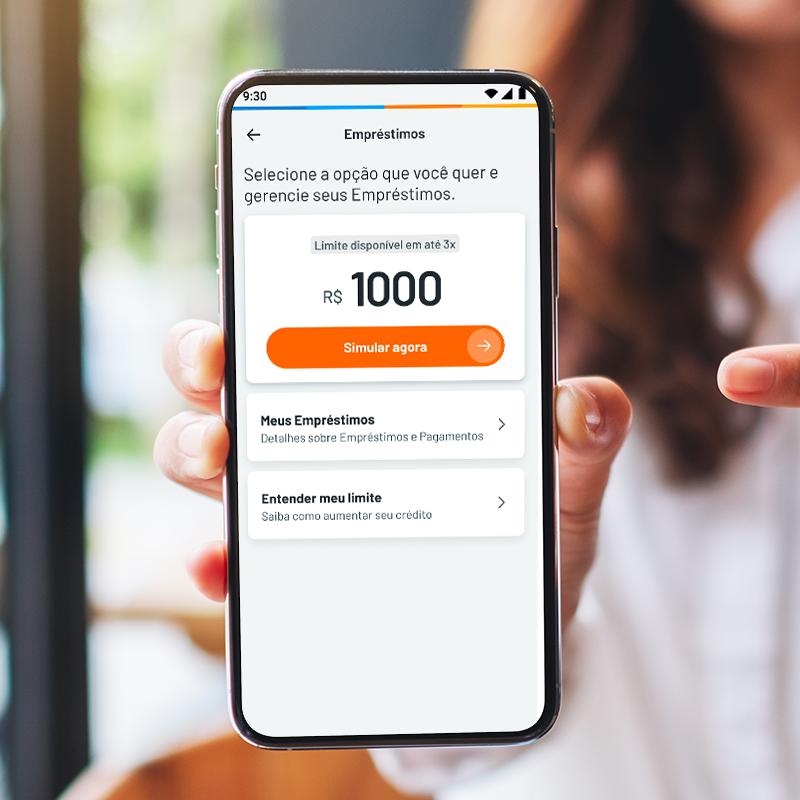 9:30
Empréstimos
Selecione a opção que você quer e
gerencie seus Empréstimos.
Limite disponível em até 3x
R$ 1000
Simular agora
Meus Empréstimos
Detalhes sobre Empréstimos e Pagamentos
Entender meu limite
Saiba como aumentar seu crédito